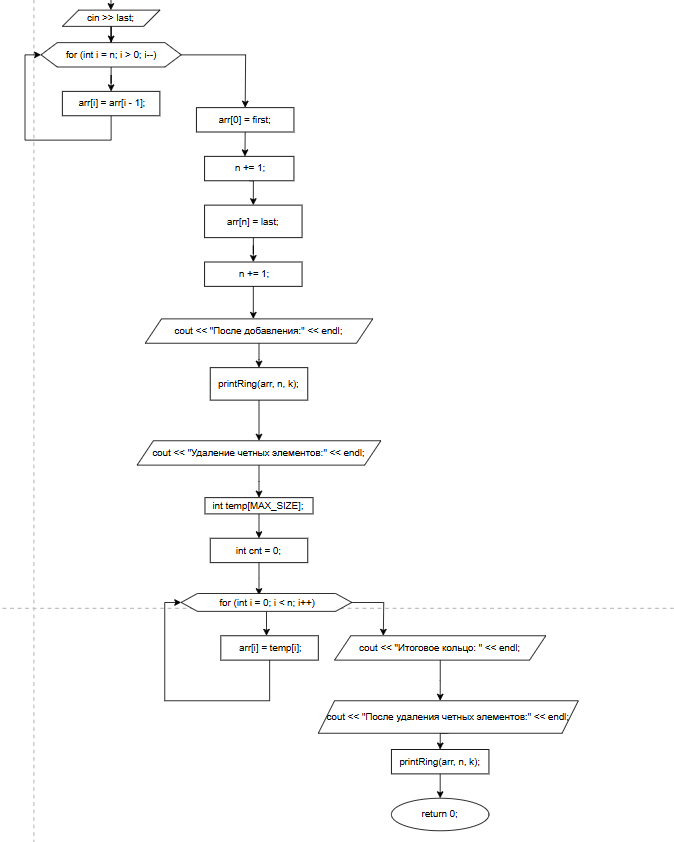 cin >> last;
for (int i = n; i > 0; i--)
arr[i] = arr[i - 1];
arr[0] = first;
n += 1;
arr[n] = last;
n += 1;
cout << "После добавления:" << endl;
printRing(arr, n, k);
cout << "Удаление четных элементов:" << endl;
int temp[MAX_SIZE];
int cnt = 0;
for (int i = 0; i < n; i++)
arr[i] = temp[i];
cout << "Итоговое кольцо: " << endl;
cout << "После удаления четных элементов:" << endl;
printRing(arr, n, k);
return 0;